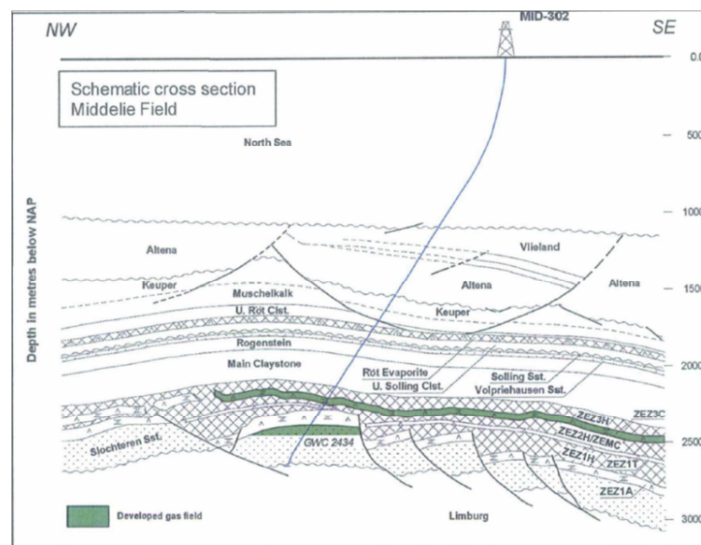 NW
MID-302
SE
Schematic cross section
Middelie Field
Depth in metres below NAP
0.0
500
1000
1500
2000
2500
3000
North Sea
Altena
Vlieland
Keuper
Altena
Altena
Muschelkalk
Keuper
U. Röt Clst.
Rogenstein
Röt Evaporite
Solling Sst.
Main Claystone
U. Solling Clst.
Volpriehausen Sst.
ZEZ3H
ZEZ3C
ZEZ2H/ZEMC
Slochteren Sst.
GWC 2434
ZEZ1H
ZEZ1T
ZEZ1A
Developed gas field
Limburg